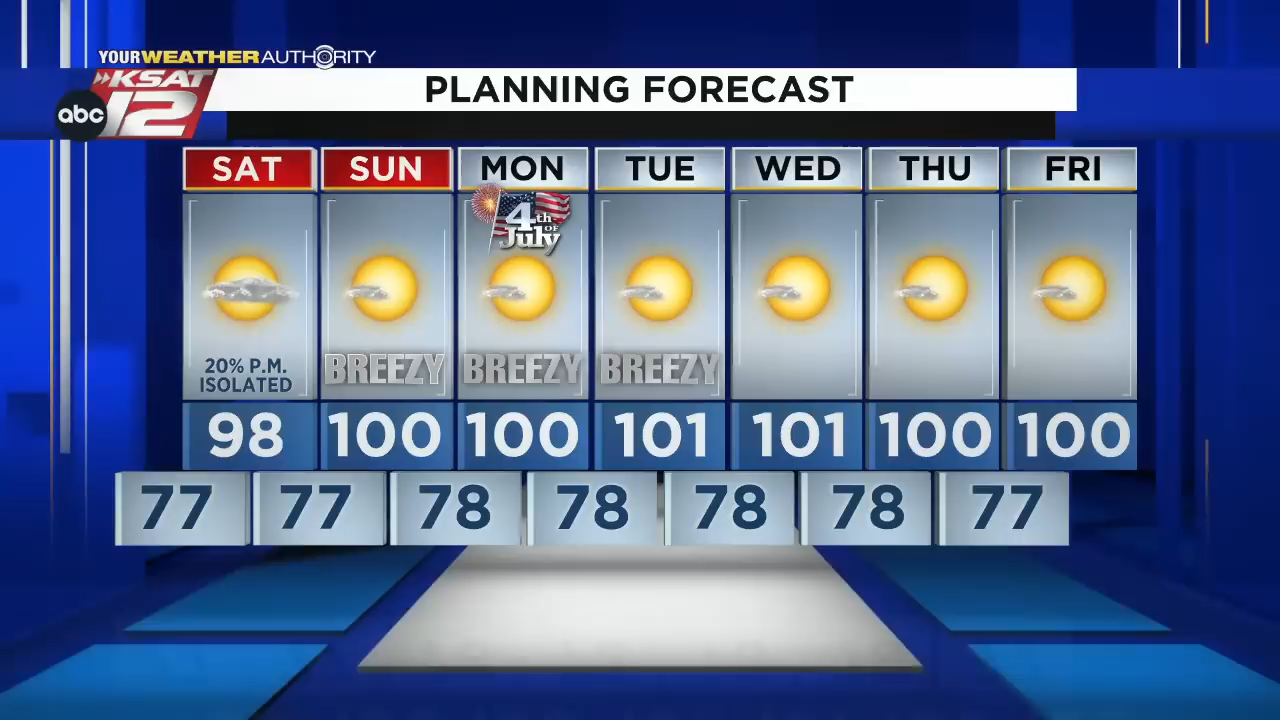 YOURWEATHERAUTHORITY
KSAT
abc 12
PLANNING FORECAST
SAT SUN MON TUE WED THU FRI
4th OF July
20% P.M.
ISOLATED
BREEZY BREEZY BREEZY
98 100 100 101 101 100 100
77 77 78 78 78 78 77